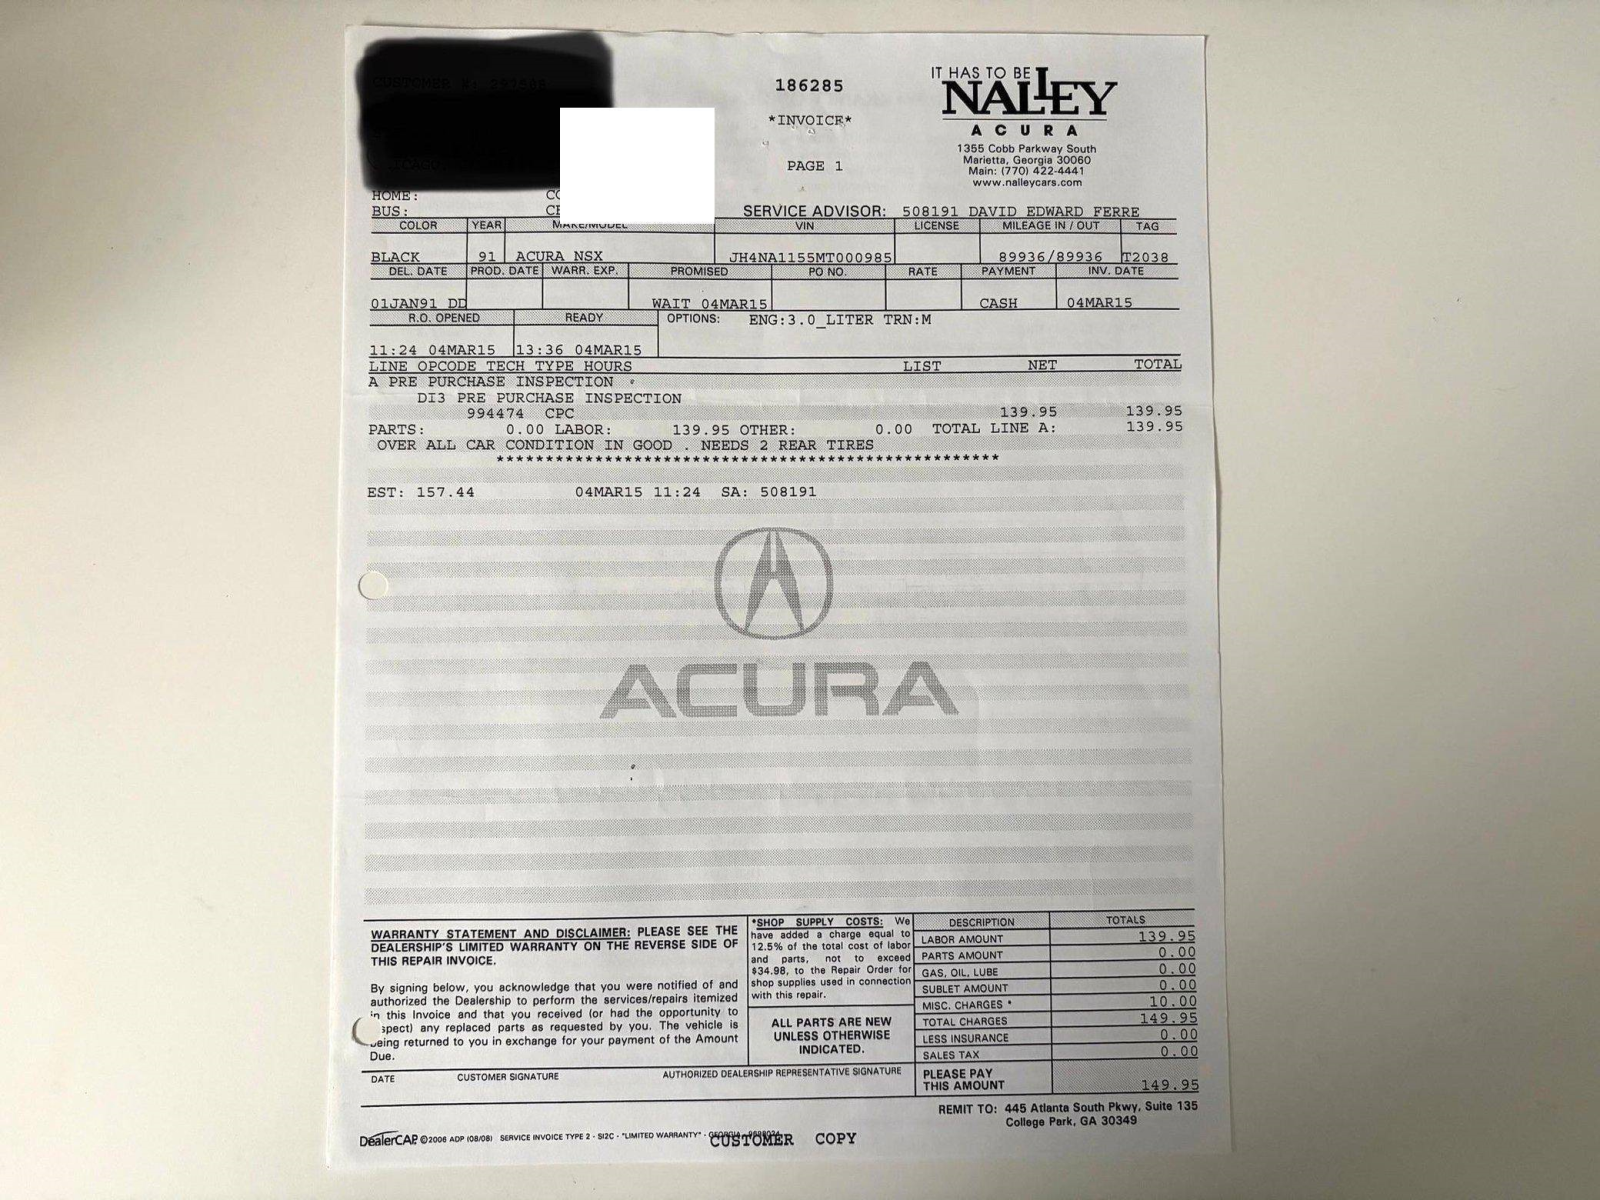 186285
*INVOICE*
PAGE 1
IT HAS TO BE
NALLEY
ACURA
1355 Cobb Parkway South
Marietta, Georgia 30060
Main: (770) 422-4441
www.nalleycars.com
HOME:
BUS:
SERVICE ADVISOR: 508191 DAVID EDWARD FERRE
COLOR YEAR MAKE/MODEL VIN LICENSE MILEAGE IN / OUT TAG
BLACK 91 ACURA NSX JH4NA1155MT000985 89936/89936 T2038
DEL. DATE PROD. DATE WARR. EXP. PROMISED PO NO. RATE PAYMENT INV. DATE
01JAN91 DD WAIT 04MAR15 CASH 04MAR15
R.O. OPENED READY OPTIONS: ENG:3.0_LITER TRN:M
11:24 04MAR15 13:36 04MAR15
LINE OPCODE TECH TYPE HOURS LIST NET TOTAL
A PRE PURCHASE INSPECTION
DI3 PRE PURCHASE INSPECTION
994474 CPC 139.95 139.95
PARTS: 0.00 LABOR: 139.95 OTHER: 0.00 TOTAL LINE A: 139.95
OVER ALL CAR CONDITION IN GOOD . NEEDS 2 REAR TIRES
****************************************************
EST: 157.44 04MAR15 11:24 SA: 508191
ACURA
WARRANTY STATEMENT AND DISCLAIMER: PLEASE SEE THE
DEALERSHIP'S LIMITED WARRANTY ON THE REVERSE SIDE OF
THIS REPAIR INVOICE.
By signing below, you acknowledge that you were notified of and
authorized the Dealership to perform the services/repairs itemized
in this Invoice and that you received (or had the opportunity to
inspect) any replaced parts as requested by you. The vehicle is
being returned to you in exchange for your payment of the Amount
Due.
*SHOP SUPPLY COSTS: We
have added a charge equal to
12.5% of the total cost of labor
and parts, not to exceed
$34.98, to the Repair Order for
shop supplies used in connection
with this repair.
ALL PARTS ARE NEW
UNLESS OTHERWISE
INDICATED.
DATE CUSTOMER SIGNATURE AUTHORIZED DEALERSHIP REPRESENTATIVE SIGNATURE
DESCRIPTION TOTALS
LABOR AMOUNT 139.95
PARTS AMOUNT 0.00
GAS, OIL, LUBE 0.00
SUBLET AMOUNT 0.00
MISC. CHARGES * 10.00
TOTAL CHARGES 149.95
LESS INSURANCE 0.00
SALES TAX 0.00
PLEASE PAY
THIS AMOUNT 149.95
REMIT TO: 445 Atlanta South Pkwy, Suite 135
College Park, GA 30349
DealerCAP ©2006 ADP (08/08) SERVICE INVOICE TYPE 2 - SI2C - "LIMITED WARRANTY" - CUSTOMER COPY